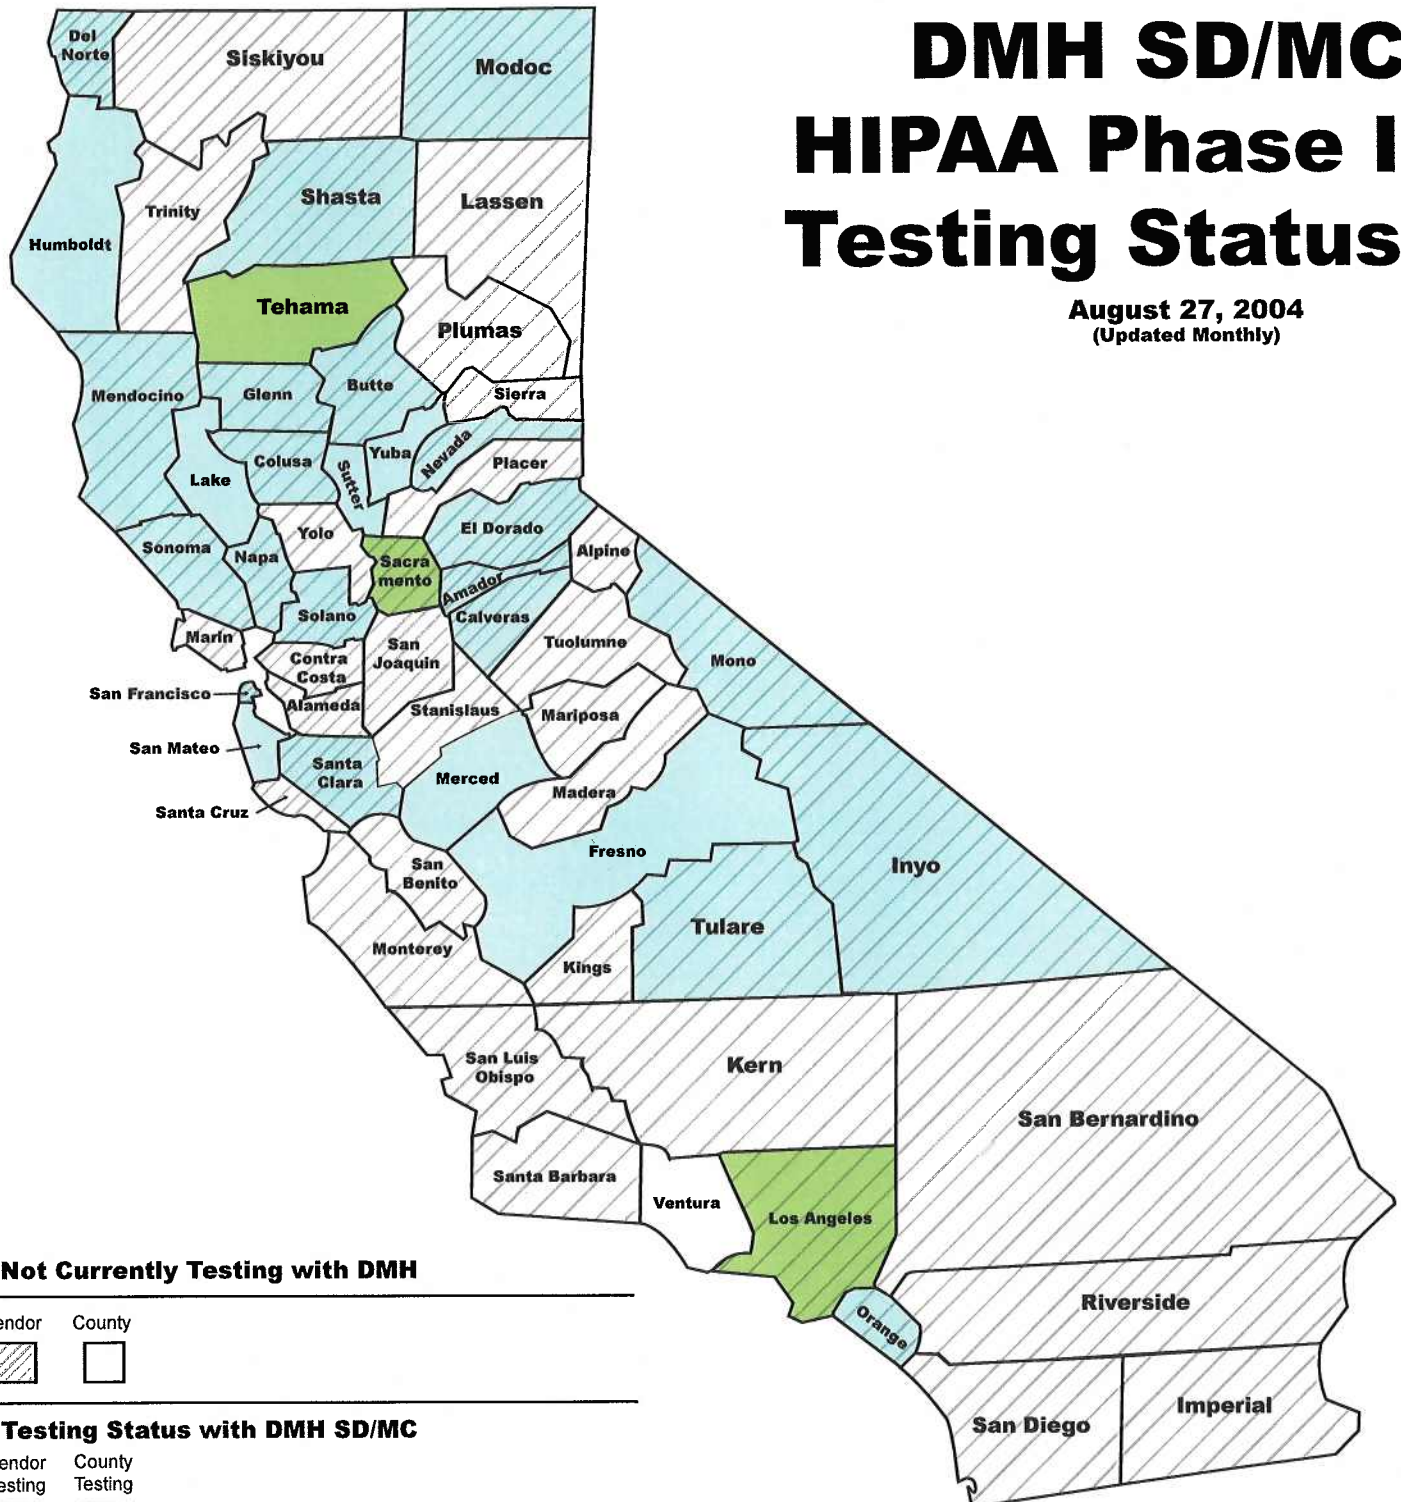 DMH SD/MC
HIPAA Phase I
Testing Status
August 27, 2004
(Updated Monthly)
Del
Norte
Siskiyou
Modoc
Humboldt
Trinity
Shasta
Lassen
Tehama
Plumas
Mendocino
Glenn
Butte
Sierra
Lake
Colusa
Sutter
Yuba
Nevada
Placer
Sonoma
Napa
Yolo
El Dorado
Sacra
mento
Amador
Alpine
Solano
Calveras
Marin
Contra
Costa
San
Joaquin
Tuolumne
Mono
San Francisco
Alameda
Stanislaus
Mariposa
San Mateo
Santa
Clara
Merced
Madera
Santa Cruz
Fresno
Inyo
San
Benito
Monterey
Kings
Tulare
San Luis
Obispo
Kern
San Bernardino
Santa Barbara
Ventura
Los Angeles
Orange
Riverside
San Diego
Imperial
Not Currently Testing with DMH
endor County
Testing Status with DMH SD/MC
endor County
esting Testing